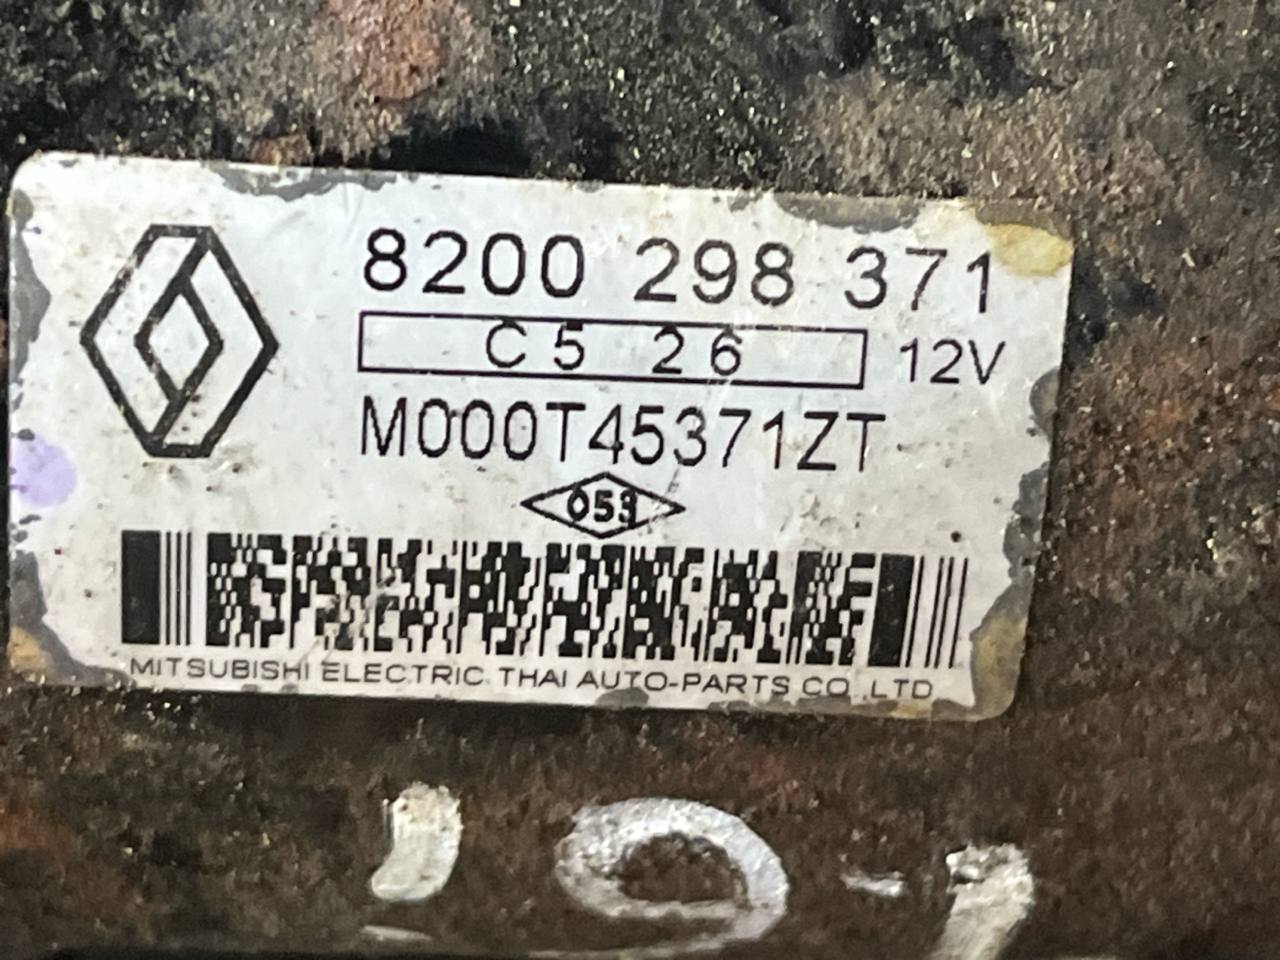 8200 298 371
C5 26 12V
M000T45371ZT
053
MITSUBISHI ELECTRIC THAI AUTO-PARTS CO.,LTD